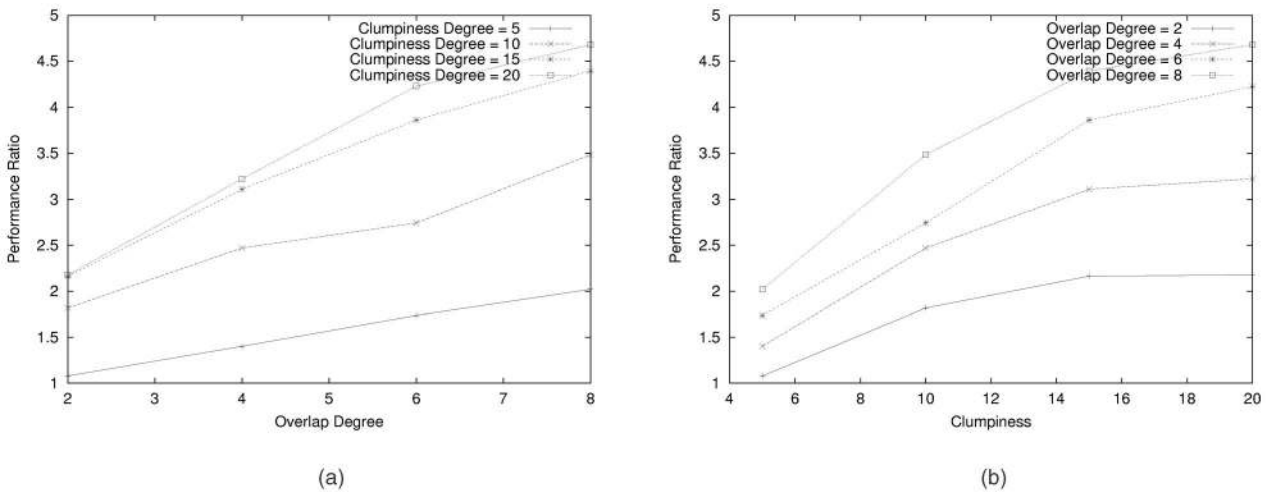 5
4.5
4
3.5
3
2.5
2
1.5
1
Performance Ratio
2 3 4 5 6 7 8
Overlap Degree
Clumpiness Degree = 5
Clumpiness Degree = 10
Clumpiness Degree = 15
Clumpiness Degree = 20
(a)
5
4.5
4
3.5
3
2.5
2
1.5
1
Performance Ratio
4 6 8 10 12 14 16 18 20
Clumpiness
Overlap Degree = 2
Overlap Degree = 4
Overlap Degree = 6
Overlap Degree = 8
(b)